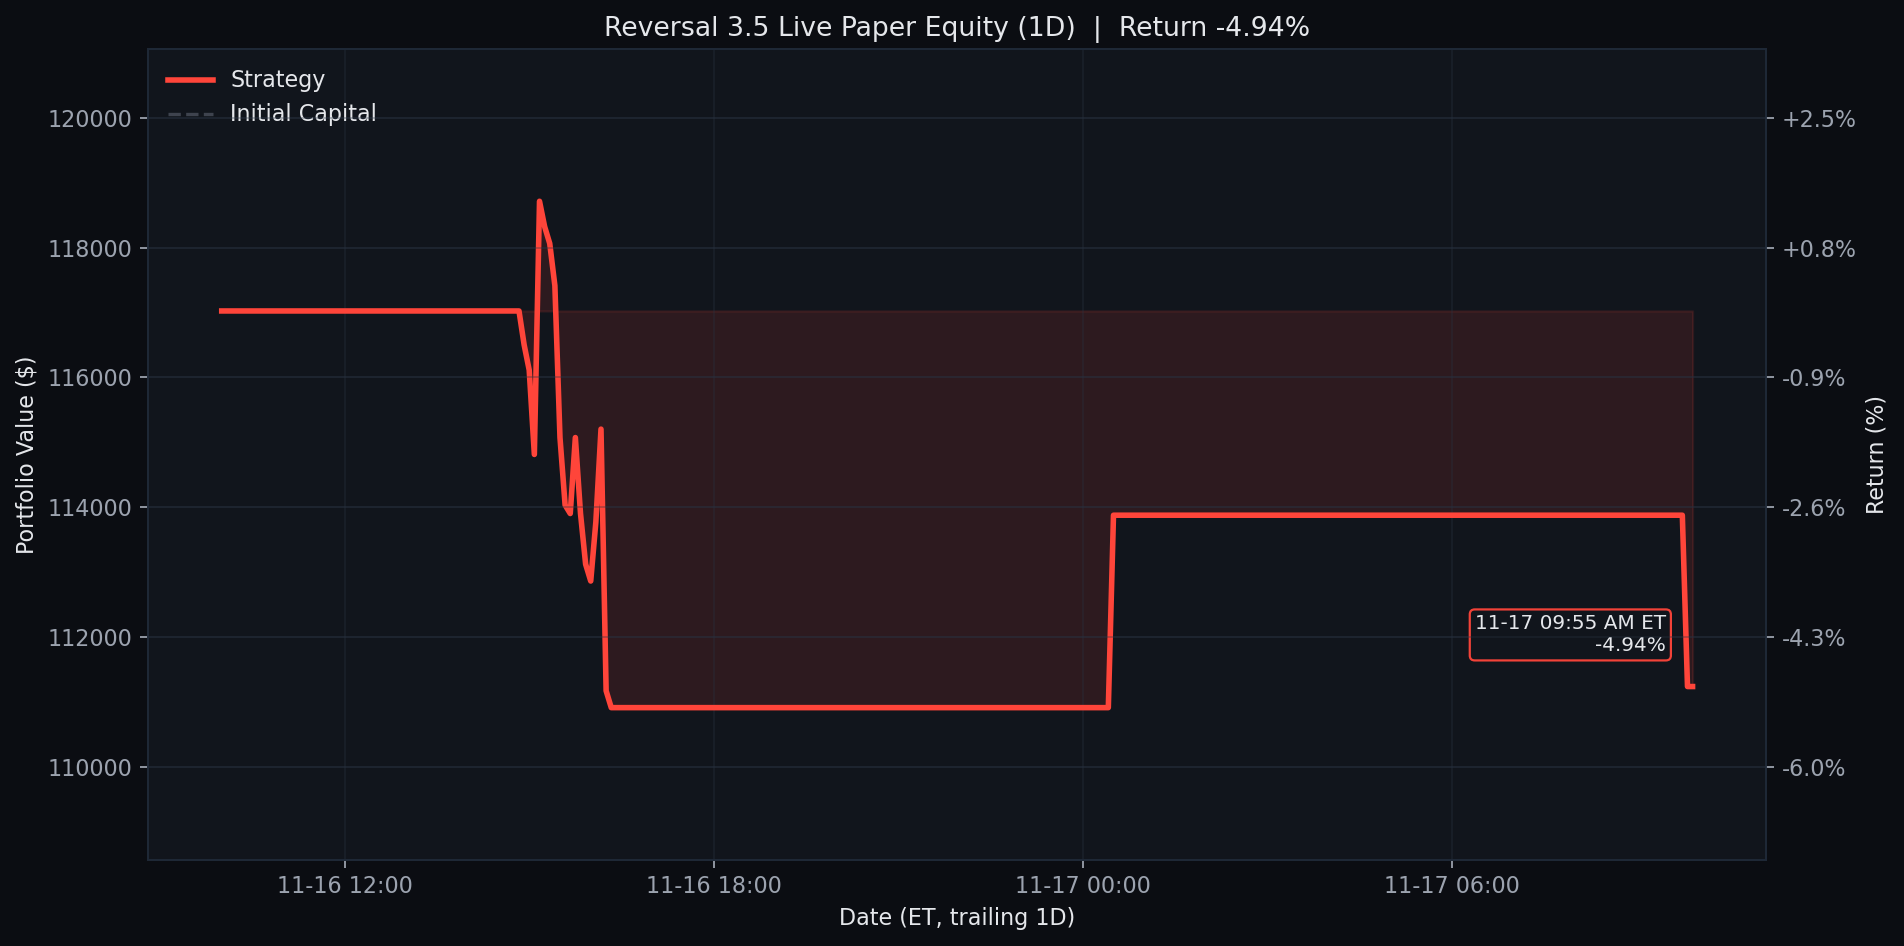 Reversal 3.5 Live Paper Equity (1D)  |  Return -4.94%
Strategy
Initial Capital
120000
118000
116000
114000
112000
110000
Portfolio Value ($)
+2.5%
+0.8%
-0.9%
-2.6%
-4.3%
-6.0%
Return (%)
11-17 09:55 AM ET
-4.94%
11-16 12:00
11-16 18:00
11-17 00:00
11-17 06:00
Date (ET, trailing 1D)